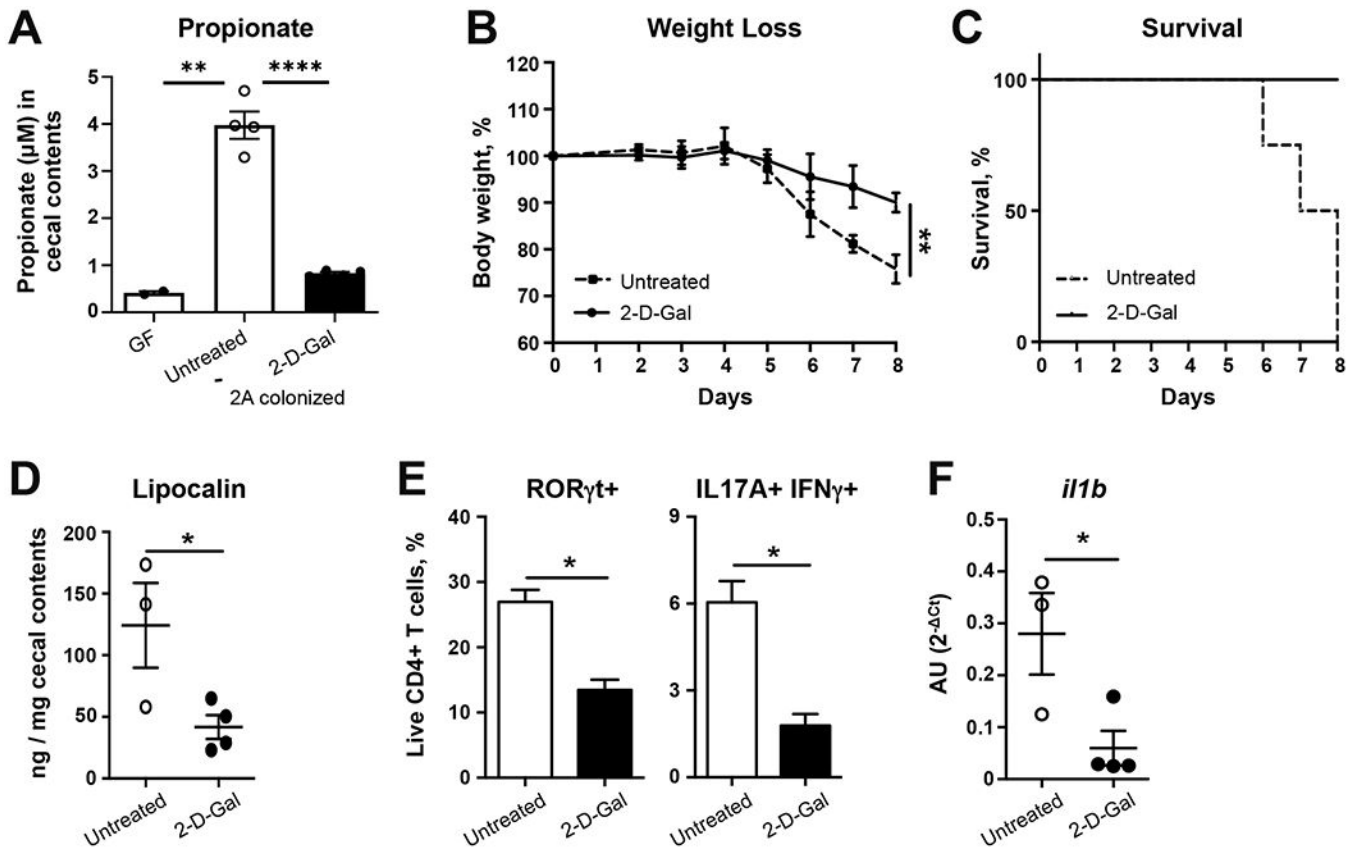 A
Propionate
** ****
Propionate (µM) in
cecal contents
5
4
3
2
1
0
GF
Untreated
2-D-Gal
-
2A colonized
B
Weight Loss
Body weight, %
120
110
100
90
80
70
60
**
Untreated
2-D-Gal
0 1 2 3 4 5 6 7 8
Days
C
Survival
Survival, %
100
50
0
Untreated
2-D-Gal
0 1 2 3 4 5 6 7 8
Days
D
Lipocalin
*
ng / mg cecal contents
200
150
100
50
0
Untreated
2-D-Gal
E
RORγt+
*
Live CD4+ T cells, %
40
30
20
10
0
Untreated
2-D-Gal
IL17A+ IFNγ+
*
9
6
3
0
Untreated
2-D-Gal
F
il1b
*
AU (2-ΔCt)
0.5
0.4
0.3
0.2
0.1
0
Untreated
2-D-Gal